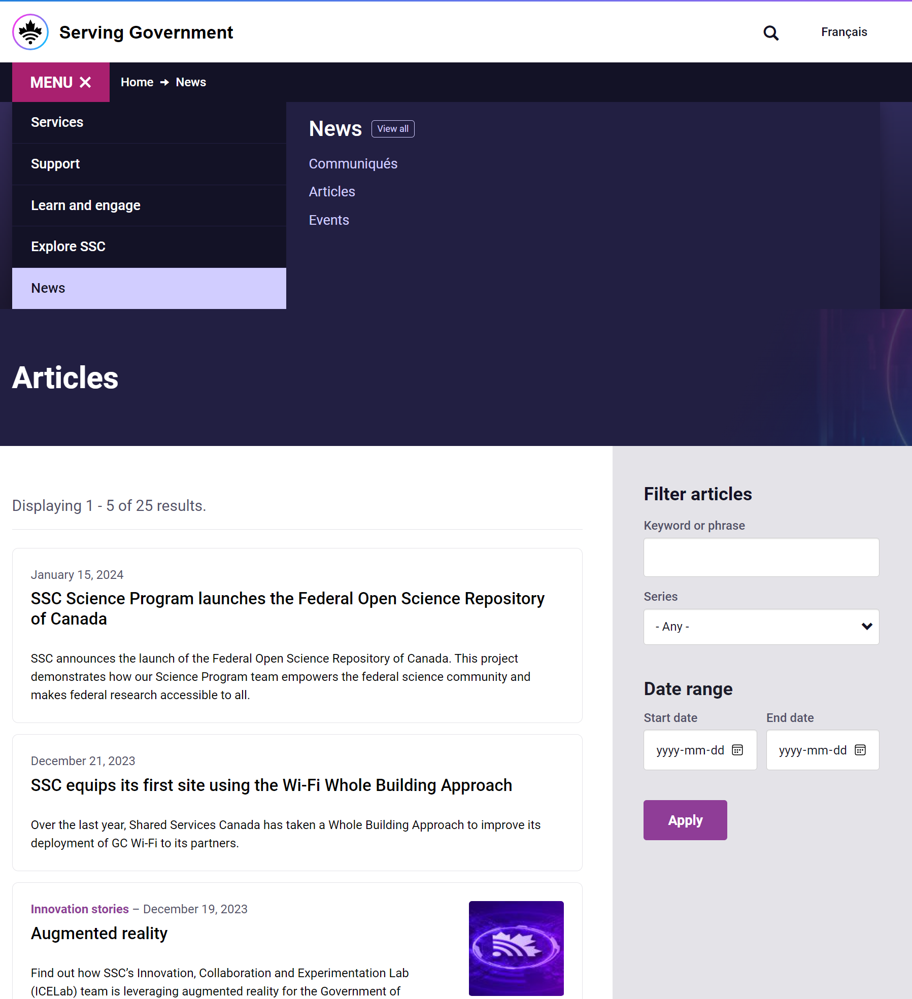 Serving Government
Français
MENU
Home
News
Services
Support
Learn and engage
Explore SSC
News
News
View all
Communiqués
Articles
Events
Articles
Displaying 1 - 5 of 25 results.
January 15, 2024
SSC Science Program launches the Federal Open Science Repository
of Canada
SSC announces the launch of the Federal Open Science Repository of Canada. This project
demonstrates how our Science Program team empowers the federal science community and
makes federal research accessible to all.
December 21, 2023
SSC equips its first site using the Wi-Fi Whole Building Approach
Over the last year, Shared Services Canada has taken a Whole Building Approach to improve its
deployment of GC Wi-Fi to its partners.
Innovation stories – December 19, 2023
Augmented reality
Find out how SSC’s Innovation, Collaboration and Experimentation Lab
(ICELab) team is leveraging augmented reality for the Government of
Filter articles
Keyword or phrase
Series
- Any -
Date range
Start date
End date
yyyy-mm-dd
yyyy-mm-dd
Apply